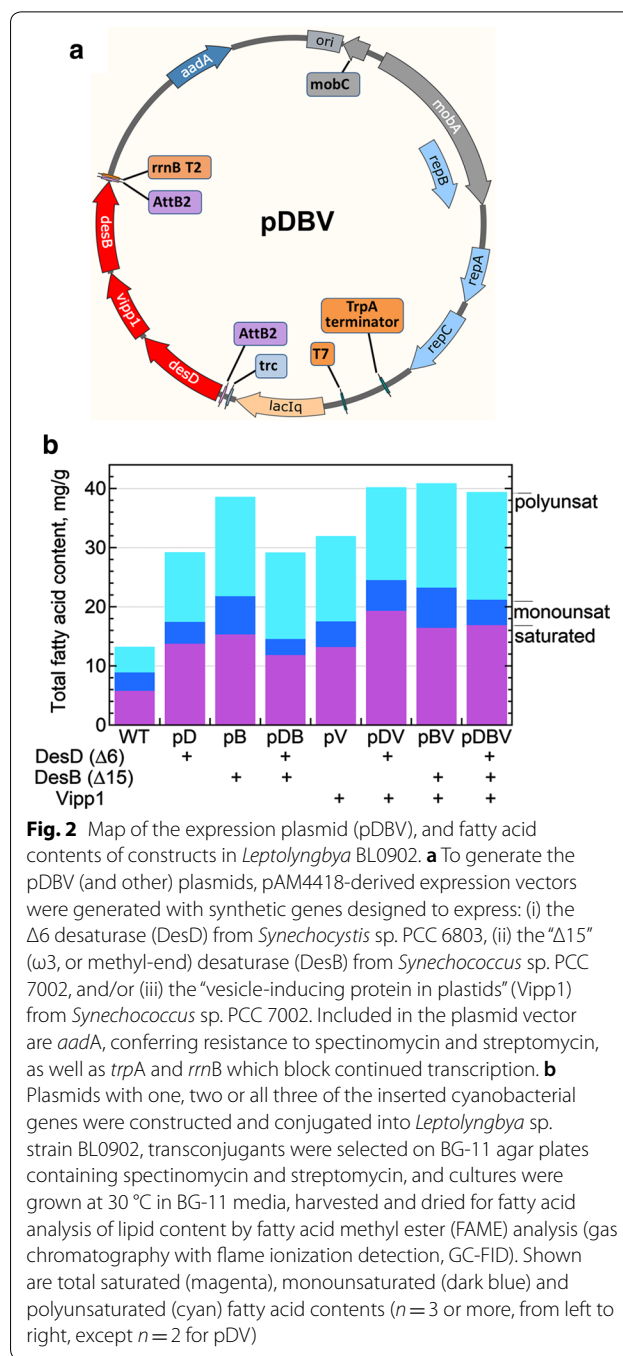 a
ori
aadA
mobC
mobA
repB
rrnB T2
AttB2
pDBV
desB
repA
vipp1
TrpA
terminator
AttB2
T7
trc
repC
desD
lacIq
b
Total fatty acid content, mg/g
40
30
20
10
0
polyunsat
monounsat
saturated
WT pD pB pDB pV pDV pBV pDBV
DesD (Δ6) + + + +
DesB (Δ15) + + + +
Vipp1 + + + +
Fig. 2 Map of the expression plasmid (pDBV), and fatty acid
contents of constructs in Leptolyngbya BL0902. a To generate the
pDBV (and other) plasmids, pAM4418-derived expression vectors
were generated with synthetic genes designed to express: (i) the
Δ6 desaturase (DesD) from Synechocystis sp. PCC 6803, (ii) the “Δ15”
(ω3, or methyl-end) desaturase (DesB) from Synechococcus sp. PCC
7002, and/or (iii) the “vesicle-inducing protein in plastids” (Vipp1)
from Synechococcus sp. PCC 7002. Included in the plasmid vector
are aadA, conferring resistance to spectinomycin and streptomycin,
as well as trpA and rrnB which block continued transcription. b
Plasmids with one, two or all three of the inserted cyanobacterial
genes were constructed and conjugated into Leptolyngbya sp.
strain BL0902, transconjugants were selected on BG-11 agar plates
containing spectinomycin and streptomycin, and cultures were
grown at 30 °C in BG-11 media, harvested and dried for fatty acid
analysis of lipid content by fatty acid methyl ester (FAME) analysis (gas
chromatography with flame ionization detection, GC-FID). Shown
are total saturated (magenta), monounsaturated (dark blue) and
polyunsaturated (cyan) fatty acid contents (n = 3 or more, from left to
right, except n = 2 for pDV)